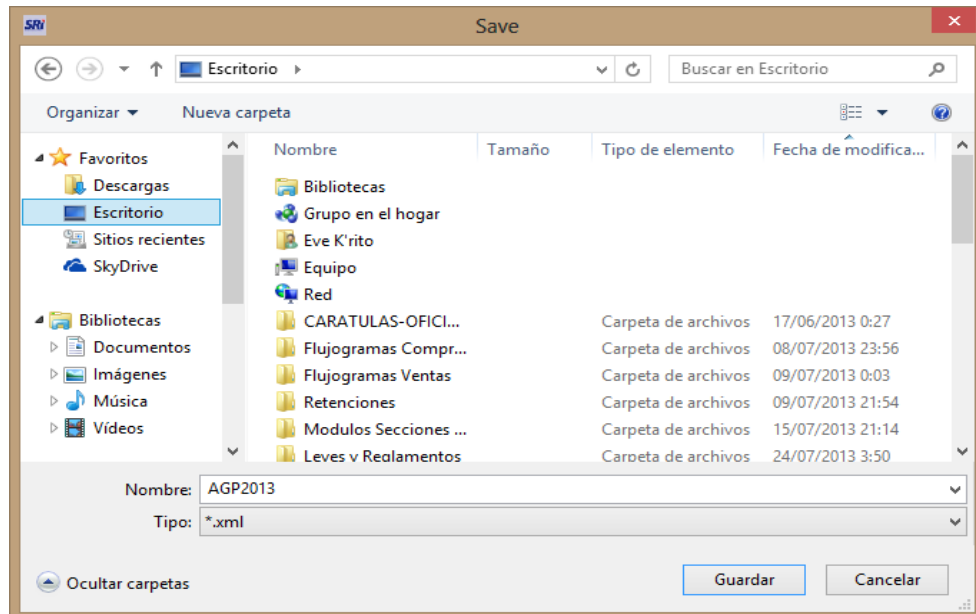 SRi Save
Escritorio Buscar en Escritorio
Organizar Nueva carpeta
Nombre Tamaño Tipo de elemento Fecha de modifica...
Favoritos
Descargas
Escritorio
Sitios recientes
SkyDrive
Bibliotecas
Documentos
Imágenes
Música
Vídeos
Bibliotecas
Grupo en el hogar
Eve K'rito
Equipo
Red
CARATULAS-OFICI... Carpeta de archivos 17/06/2013 0:27
Flujogramas Compr... Carpeta de archivos 08/07/2013 23:56
Flujogramas Ventas Carpeta de archivos 09/07/2013 0:03
Retenciones Carpeta de archivos 09/07/2013 21:54
Modulos Secciones ... Carpeta de archivos 15/07/2013 21:14
Leyes y Reglamentos Carpeta de archivos 24/07/2013 3:50
Nombre: AGP2013
Tipo: *.xml
Ocultar carpetas Guardar Cancelar